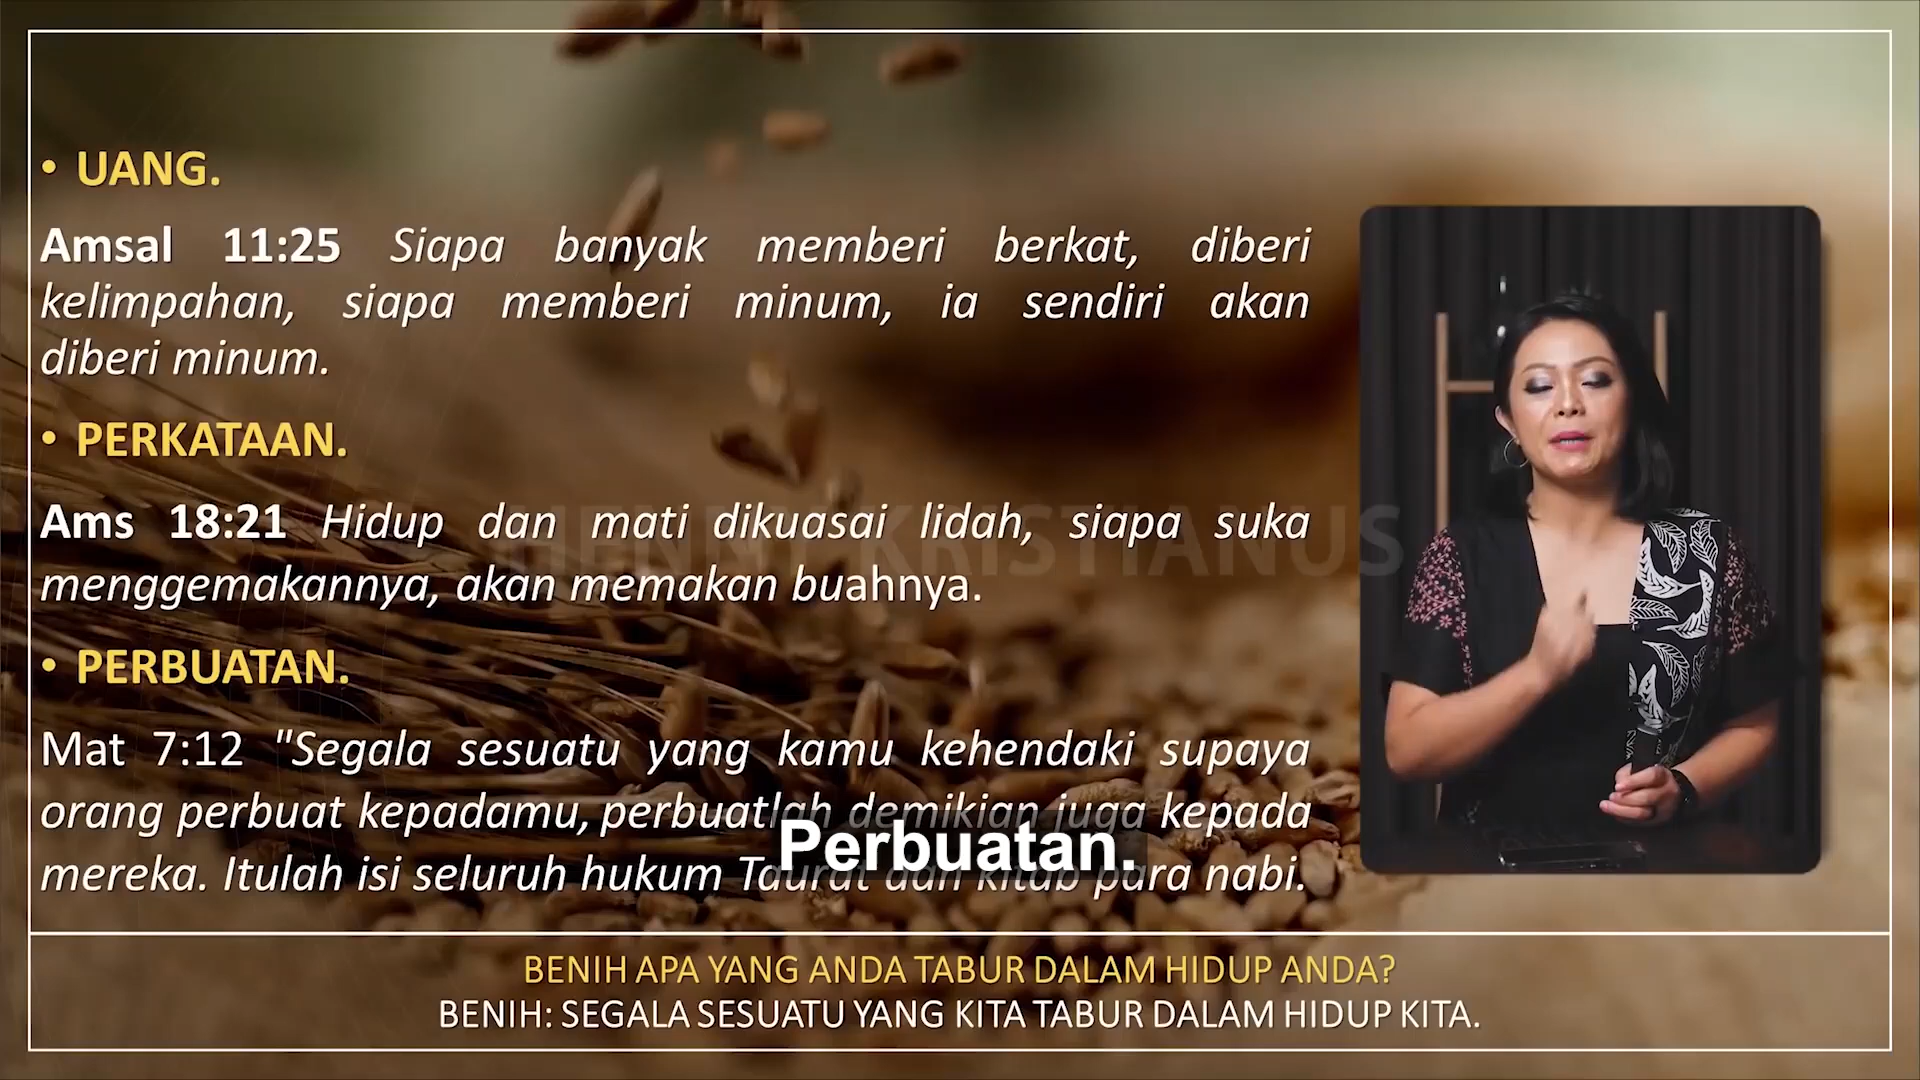 • UANG.
Amsal 11:25 Siapa banyak memberi berkat, diberi
kelimpahan, siapa memberi minum, ia sendiri akan
diberi minum.
• PERKATAAN.
Ams 18:21 Hidup dan mati dikuasai lidah, siapa suka
menggemakannya, akan memakan buahnya.
HENNY KRISTIANUS
• PERBUATAN.
Mat 7:12 "Segala sesuatu yang kamu kehendaki supaya
orang perbuat kepadamu, perbuatlah demikian juga kepada
mereka. Itulah isi seluruh hukum Taurat dan kitab para nabi.
Perbuatan.
BENIH APA YANG ANDA TABUR DALAM HIDUP ANDA?
BENIH: SEGALA SESUATU YANG KITA TABUR DALAM HIDUP KITA.